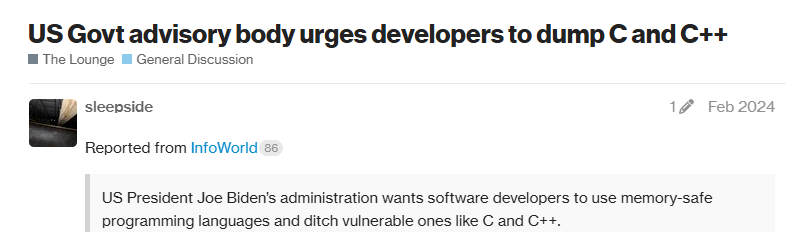 US Govt advisory body urges developers to dump C and C++
The Lounge General Discussion
sleepside 1 Feb 2024
Reported from InfoWorld 86
US President Joe Biden’s administration wants software developers to use memory-safe
programming languages and ditch vulnerable ones like C and C++.